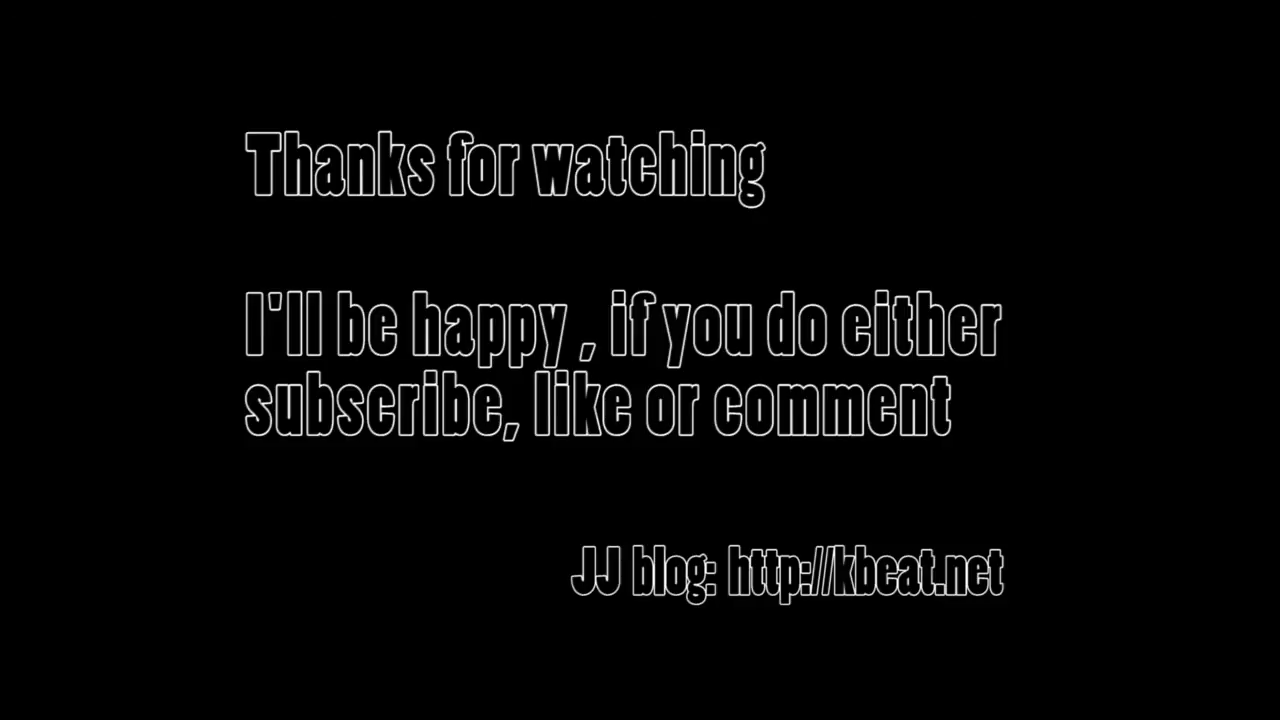 Thanks for watching
I'll be happy , if you do either
subscribe, like or comment
JJ blog: http://kbeat.net